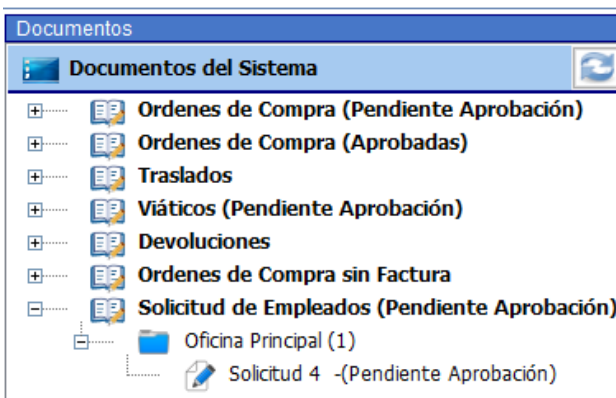 Documentos
Documentos del Sistema
Ordenes de Compra (Pendiente Aprobación)
Ordenes de Compra (Aprobadas)
Traslados
Viáticos (Pendiente Aprobación)
Devoluciones
Ordenes de Compra sin Factura
Solicitud de Empleados (Pendiente Aprobación)
Oficina Principal (1)
Solicitud 4  -(Pendiente Aprobación)